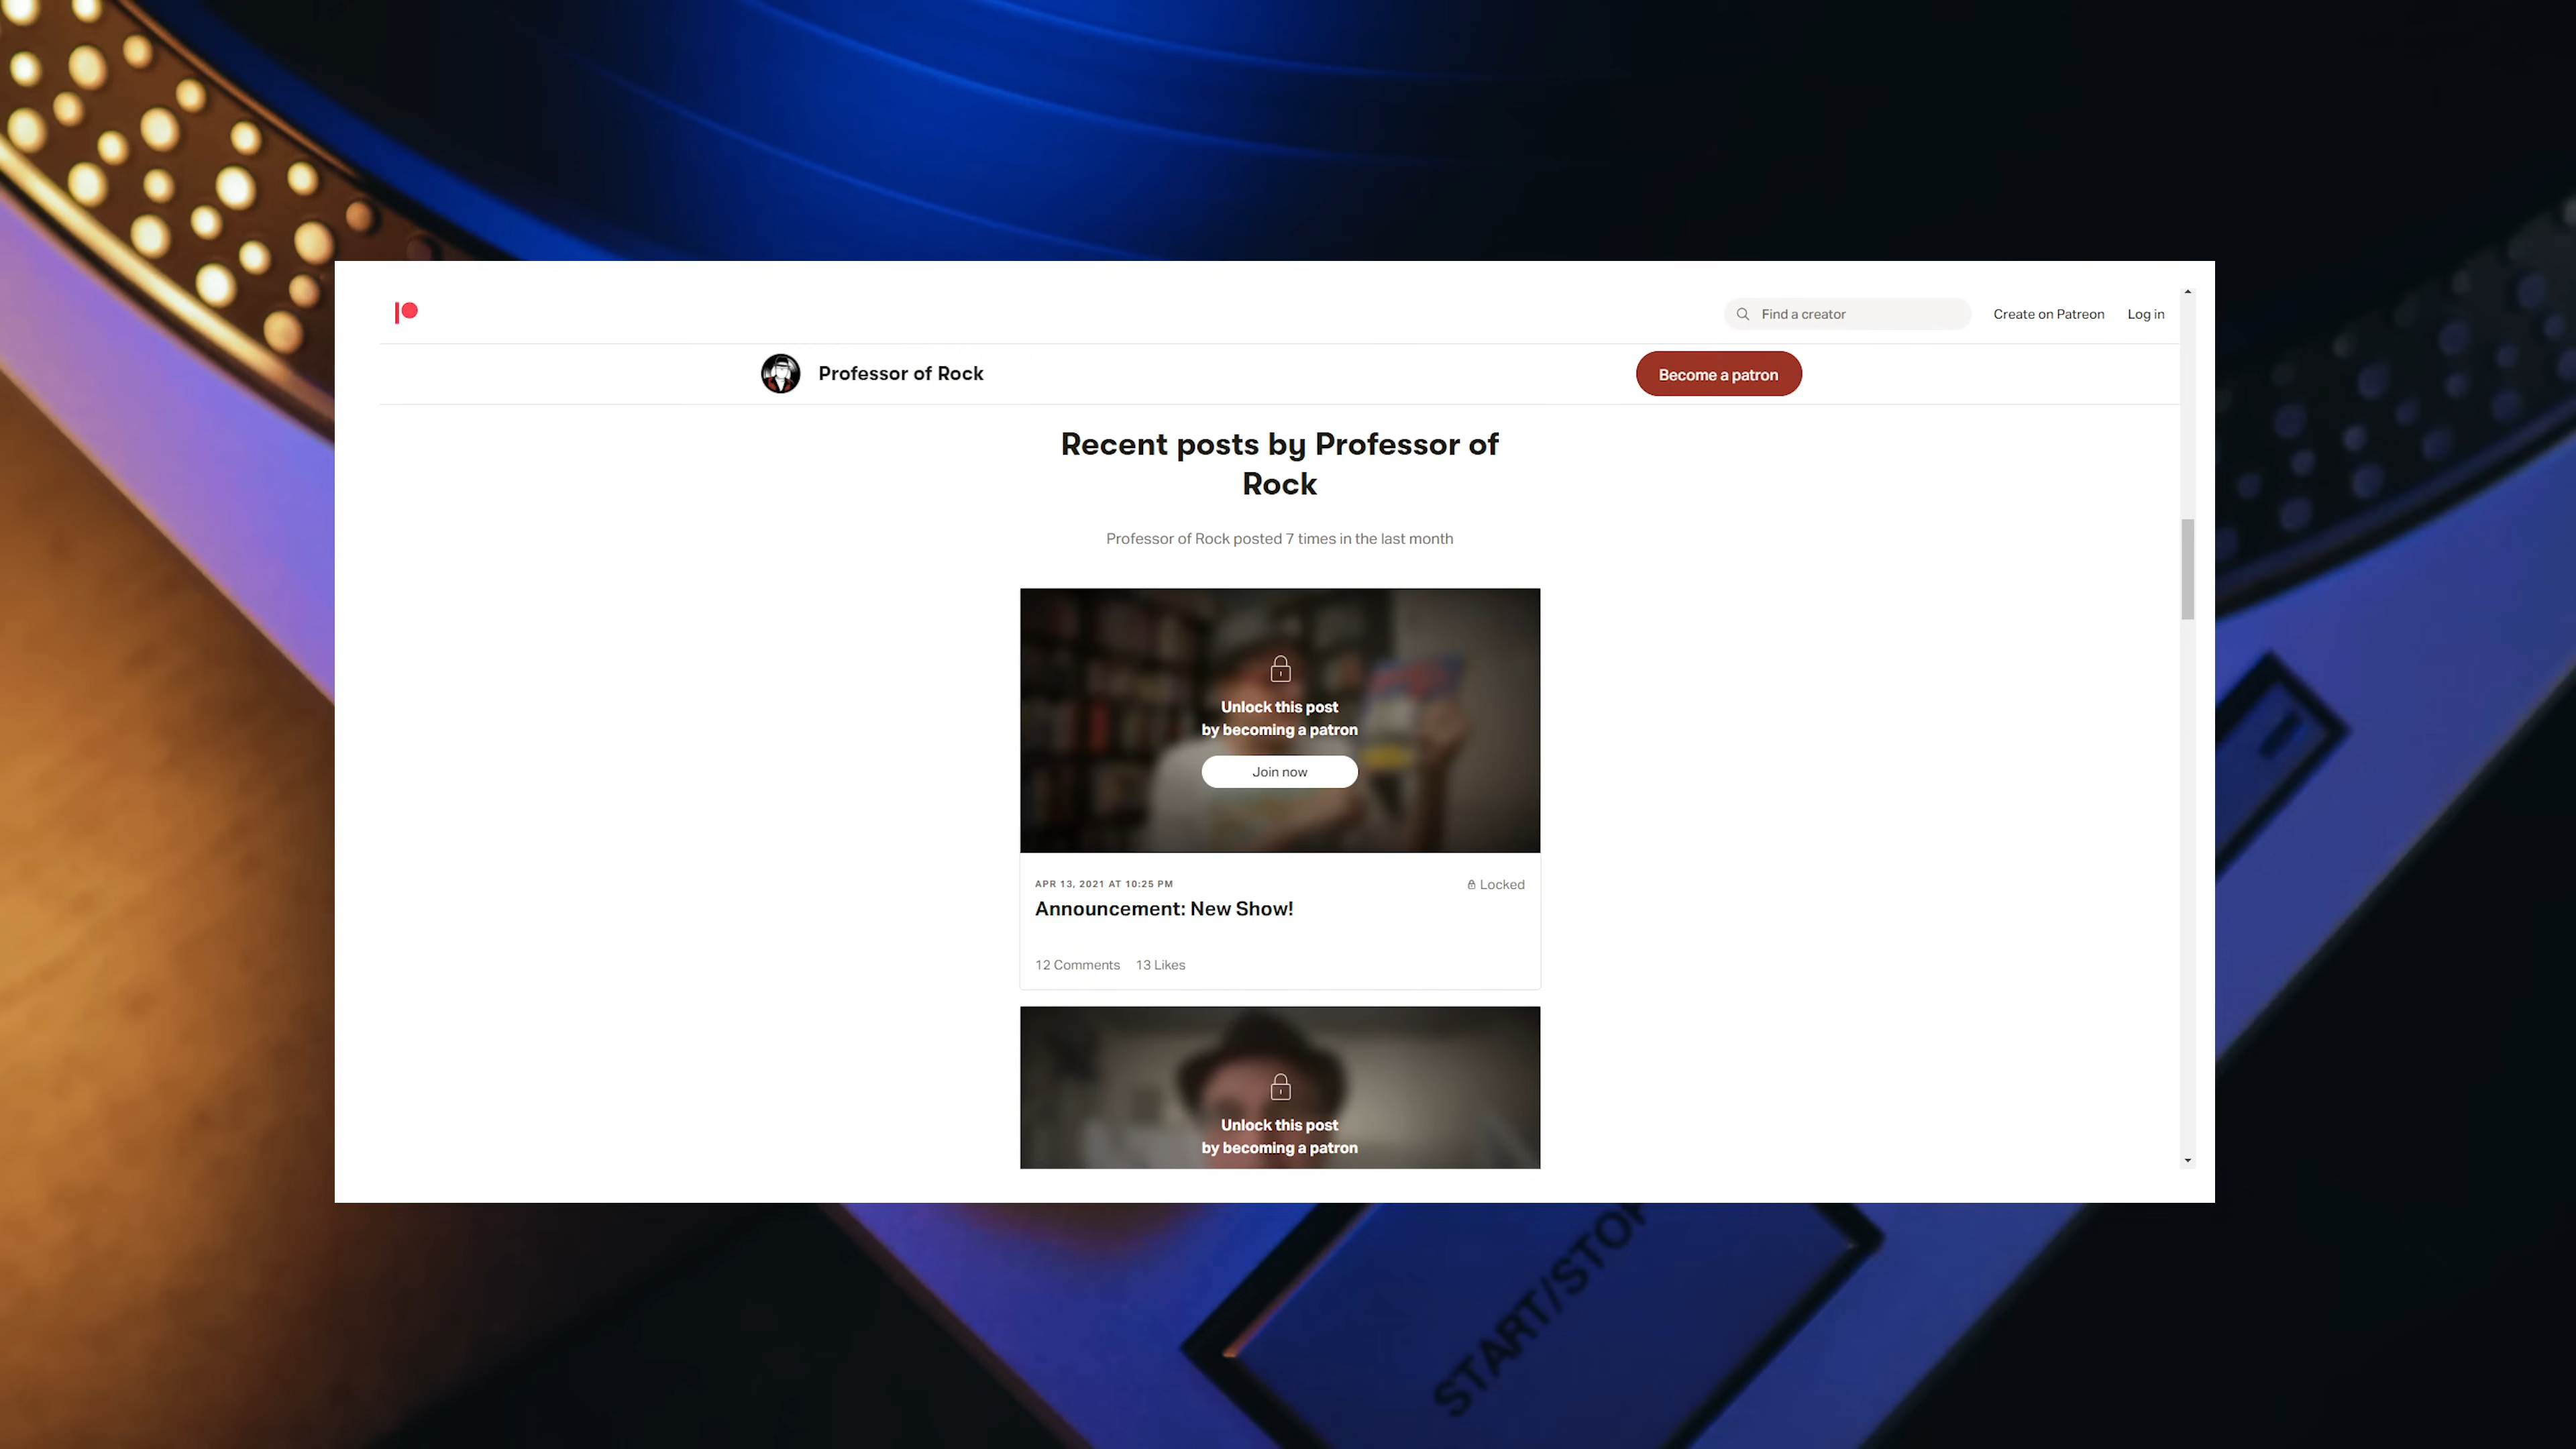 Find a creator
Create on Patreon
Log in
Professor of Rock
Become a patron
Recent posts by Professor of
Rock
Professor of Rock posted 7 times in the last month
Unlock this post
by becoming a patron
Join now
APR 13, 2021 AT 10:25 PM
Locked
Announcement: New Show!
12 Comments
13 Likes
Unlock this post
by becoming a patron
START/STOP